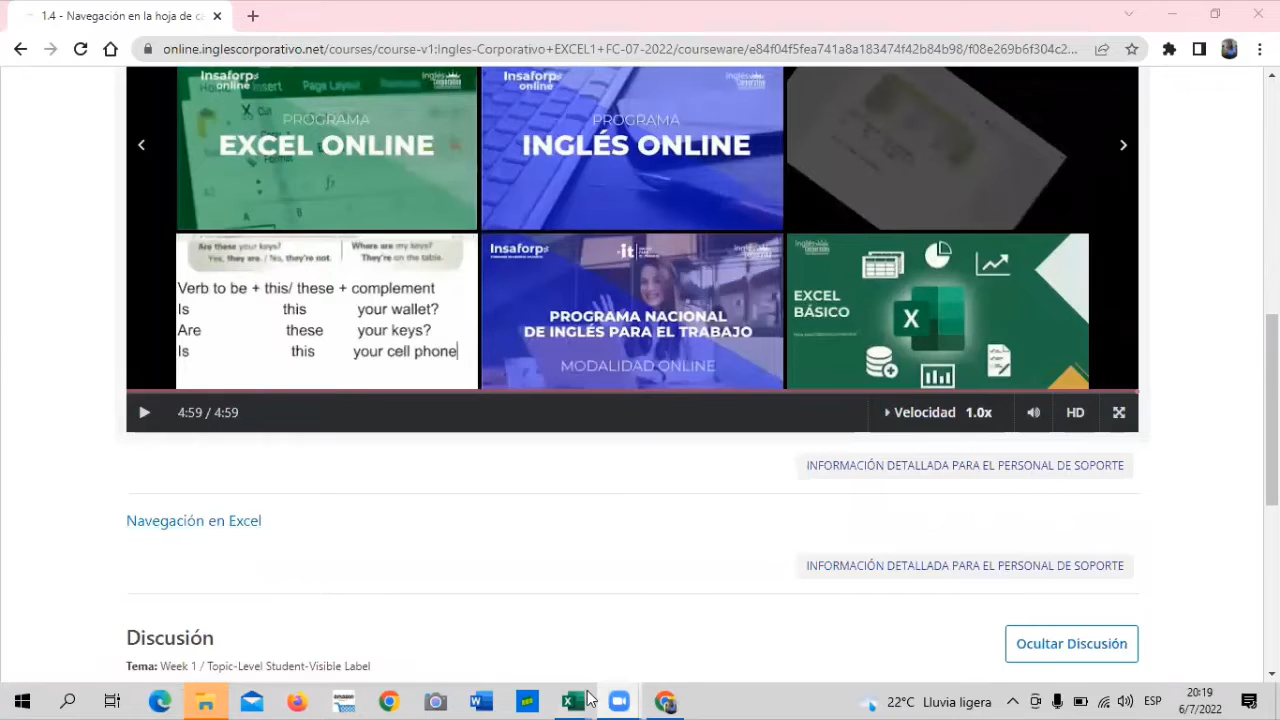 1.4 - Navegación en la hoja de ca
online.inglescorporativo.net/courses/course-v1:Ingles-Corporativo+EXCEL1+FC-07-2022/courseware/e84f04f5fea741a8a183474f42b84b98/f08e269b6f304c2...
Insaforp online
Insert
Page Layout
Cut
PROGRAMA
EXCEL ONLINE
A
B
Insaforp online
PROGRAMA
INGLÉS ONLINE
Are these your keys?
Where are my keys?
Yes, they are. / No, they're not.
They're on the table.
Verb to be + this/ these + complement
Is this your wallet?
Are these your keys?
Is this your cell phone
Insaforp
PROGRAMA NACIONAL
DE INGLÉS PARA EL TRABAJO
MODALIDAD ONLINE
EXCEL
BÁSICO
X
4:59 / 4:59
Velocidad 1.0x
HD
INFORMACIÓN DETALLADA PARA EL PERSONAL DE SOPORTE
Navegación en Excel
INFORMACIÓN DETALLADA PARA EL PERSONAL DE SOPORTE
Discusión
Ocultar Discusión
Tema: Week 1 / Topic-Level Student-Visible Label
22°C Lluvia ligera
ESP
20:19
6/7/2022